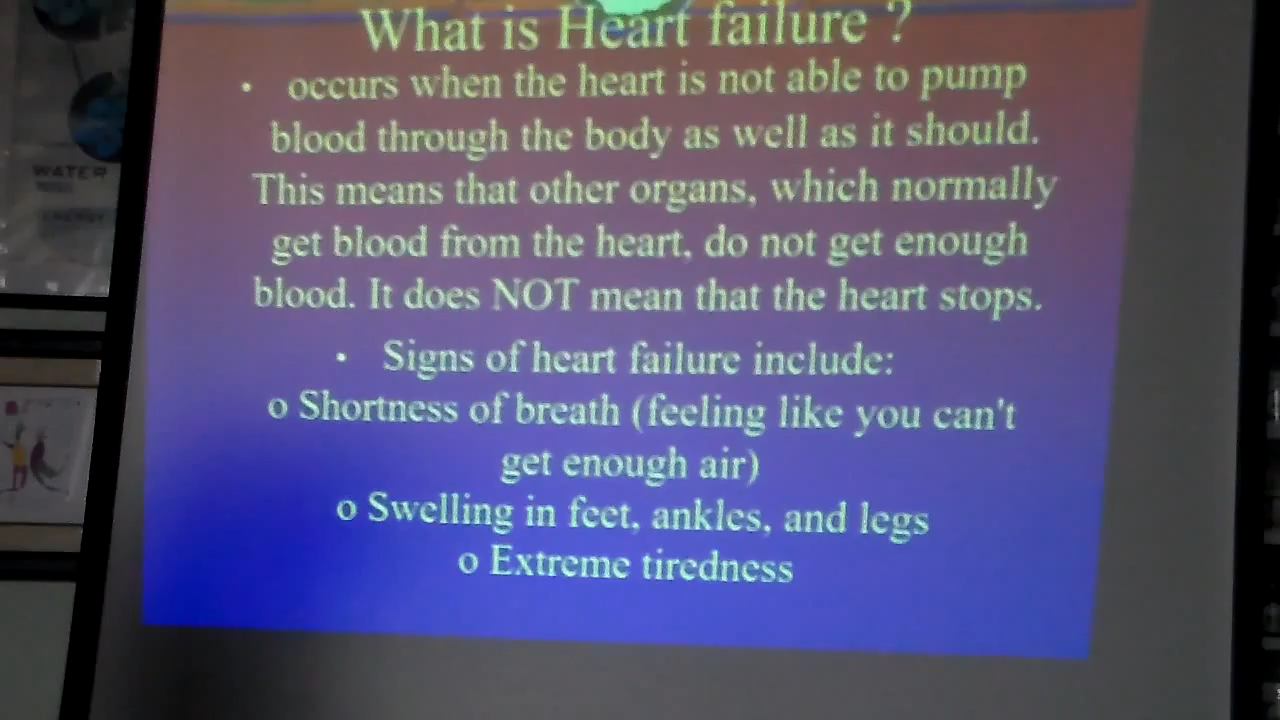 What is Heart failure ?
• occurs when the heart is not able to pump
blood through the body as well as it should.
This means that other organs, which normally
get blood from the heart, do not get enough
blood. It does NOT mean that the heart stops.
• Signs of heart failure include:
o Shortness of breath (feeling like you can't
get enough air)
o Swelling in feet, ankles, and legs
o Extreme tiredness
WATER
ENERGY